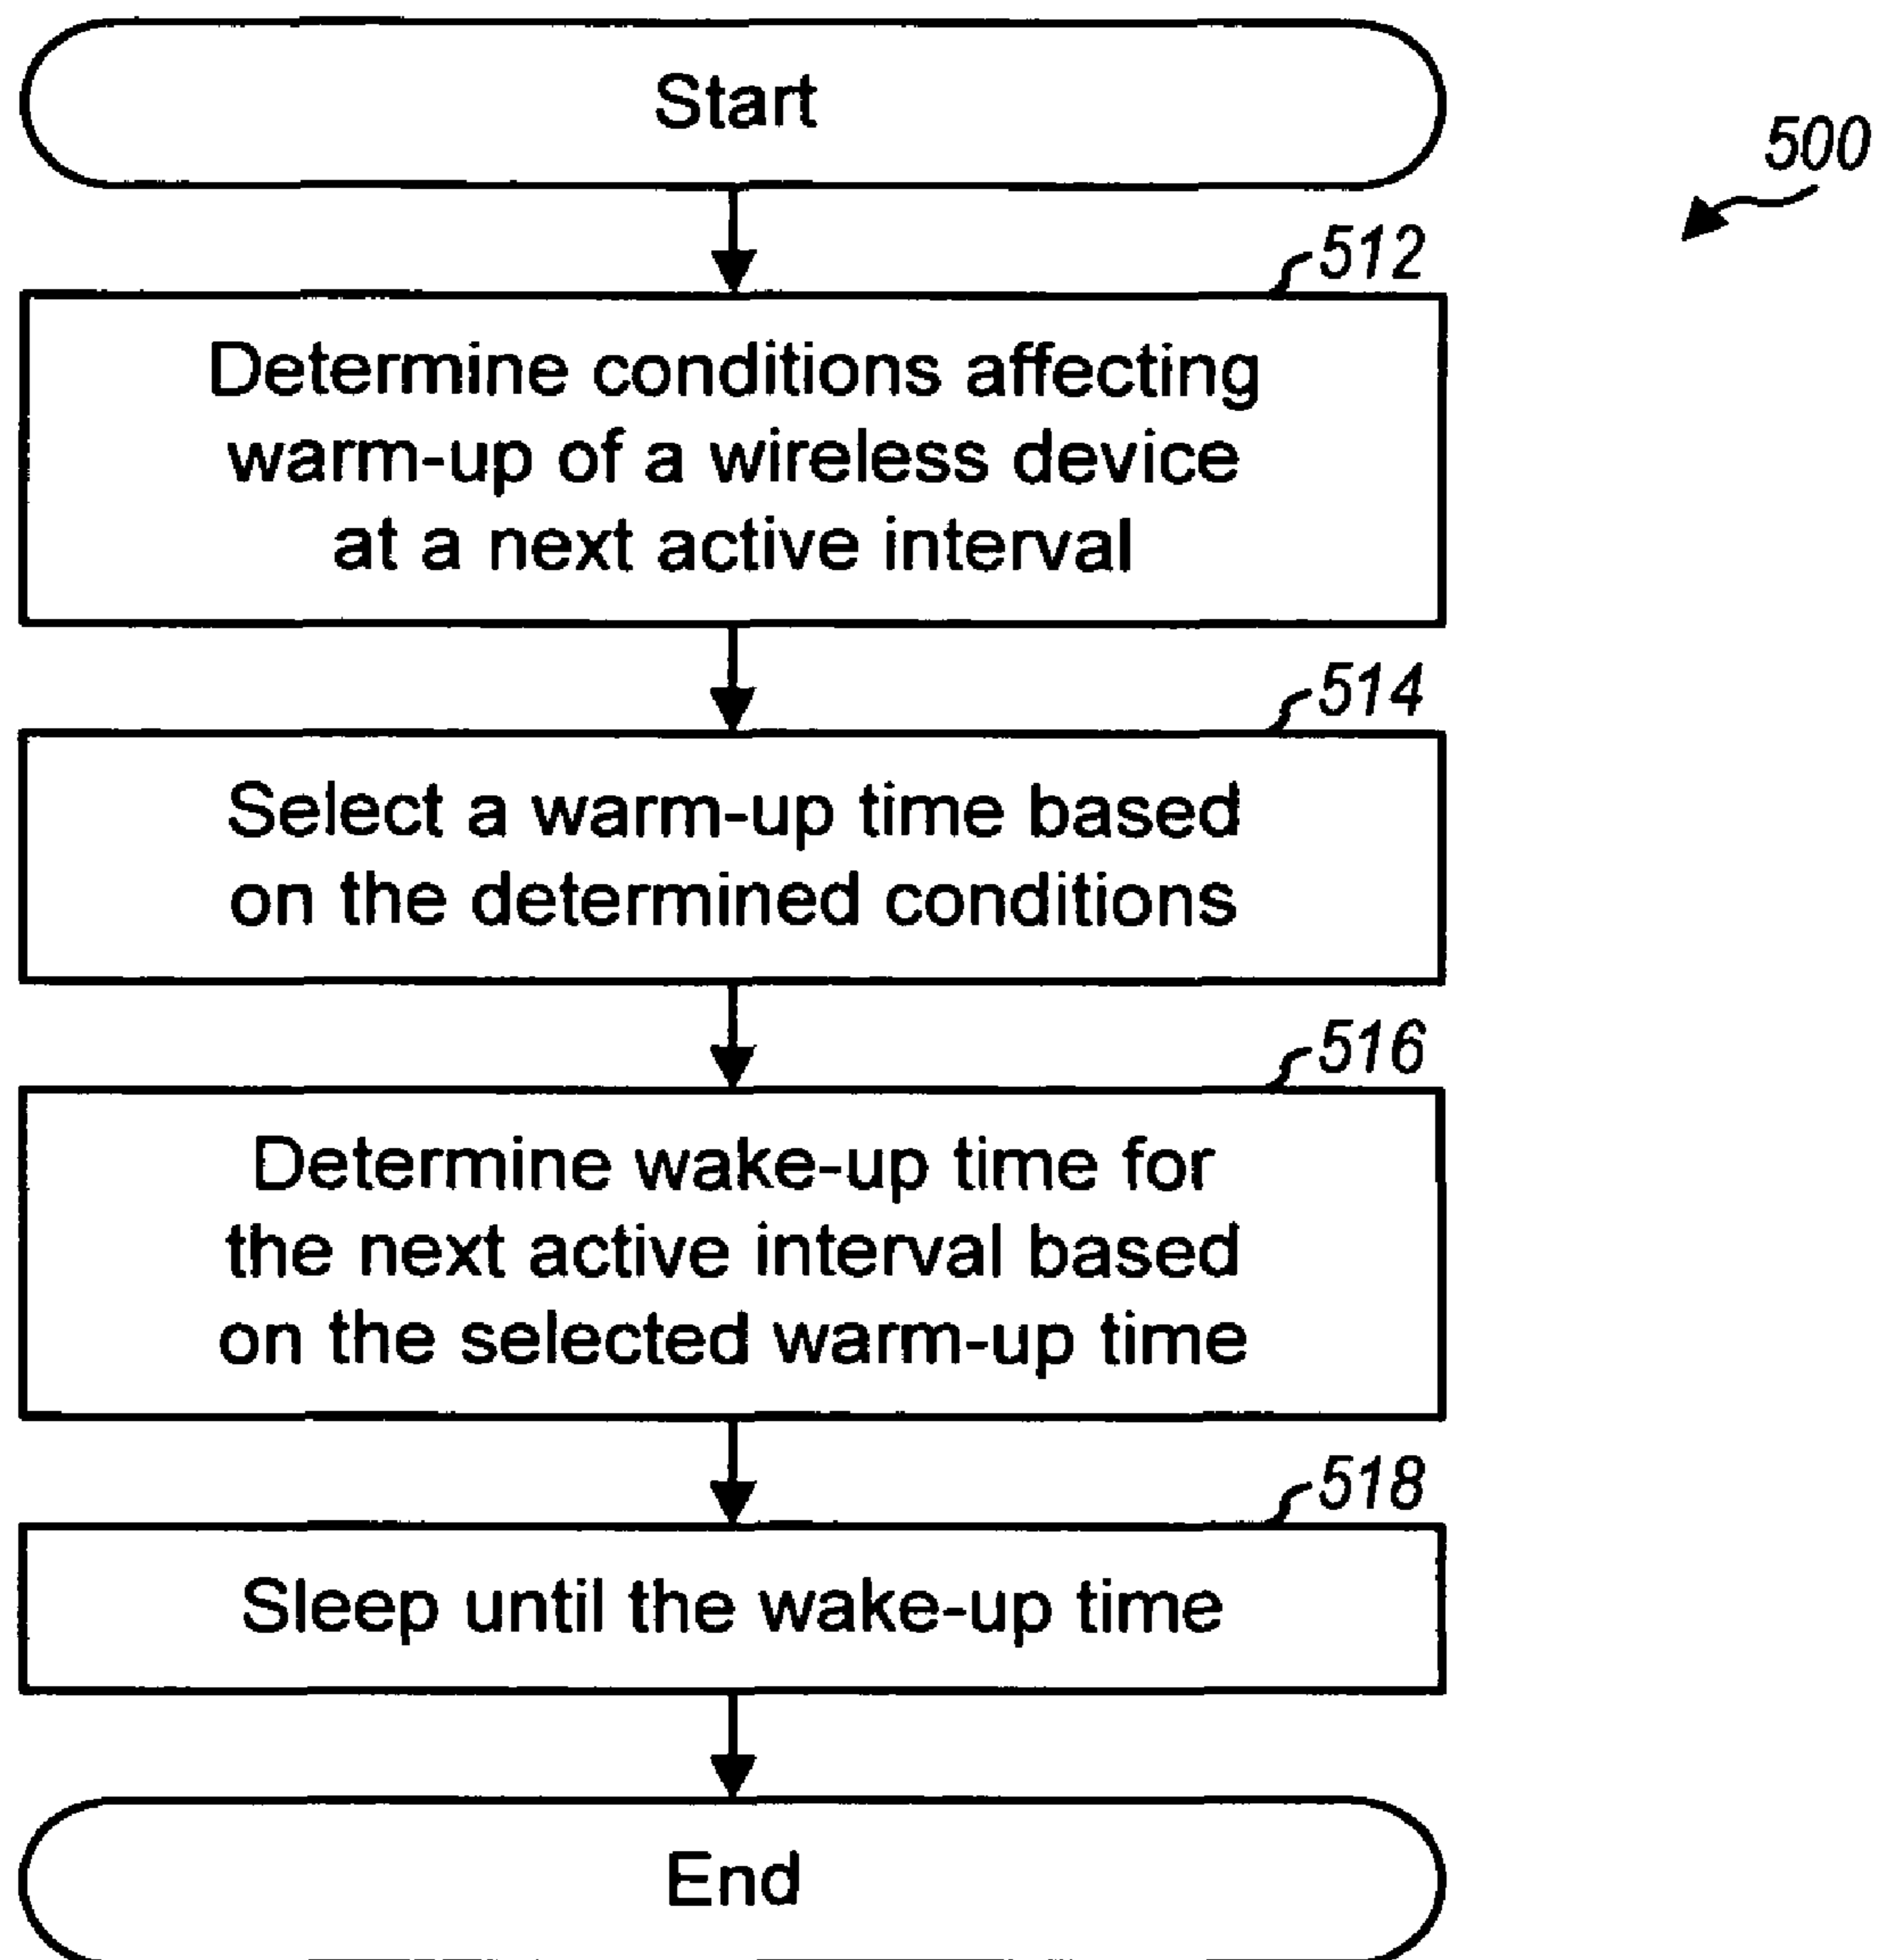 Start
500
512
Determine conditions affecting
warm-up of a wireless device
at a next active interval
514
Select a warm-up time based
on the determined conditions
516
Determine wake-up time for
the next active interval based
on the selected warm-up time
518
Sleep until the wake-up time
End